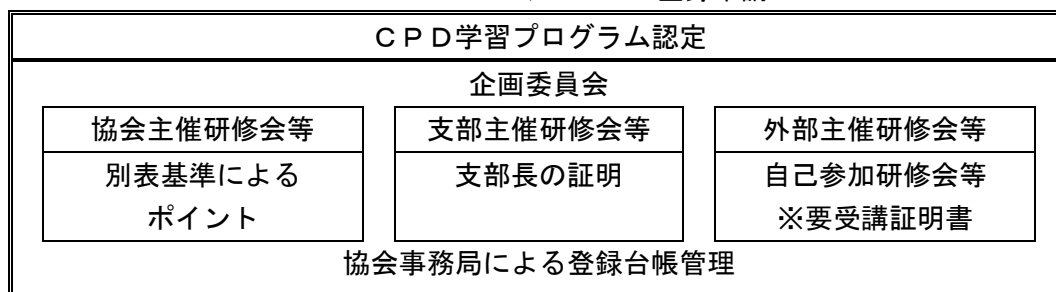 ＣＰＤ学習プログラム認定
企画委員会
協会主催研修会等
別表基準による
ポイント
支部主催研修会等
支部長の証明
外部主催研修会等
自己参加研修会等
※要受講証明書
協会事務局による登録台帳管理